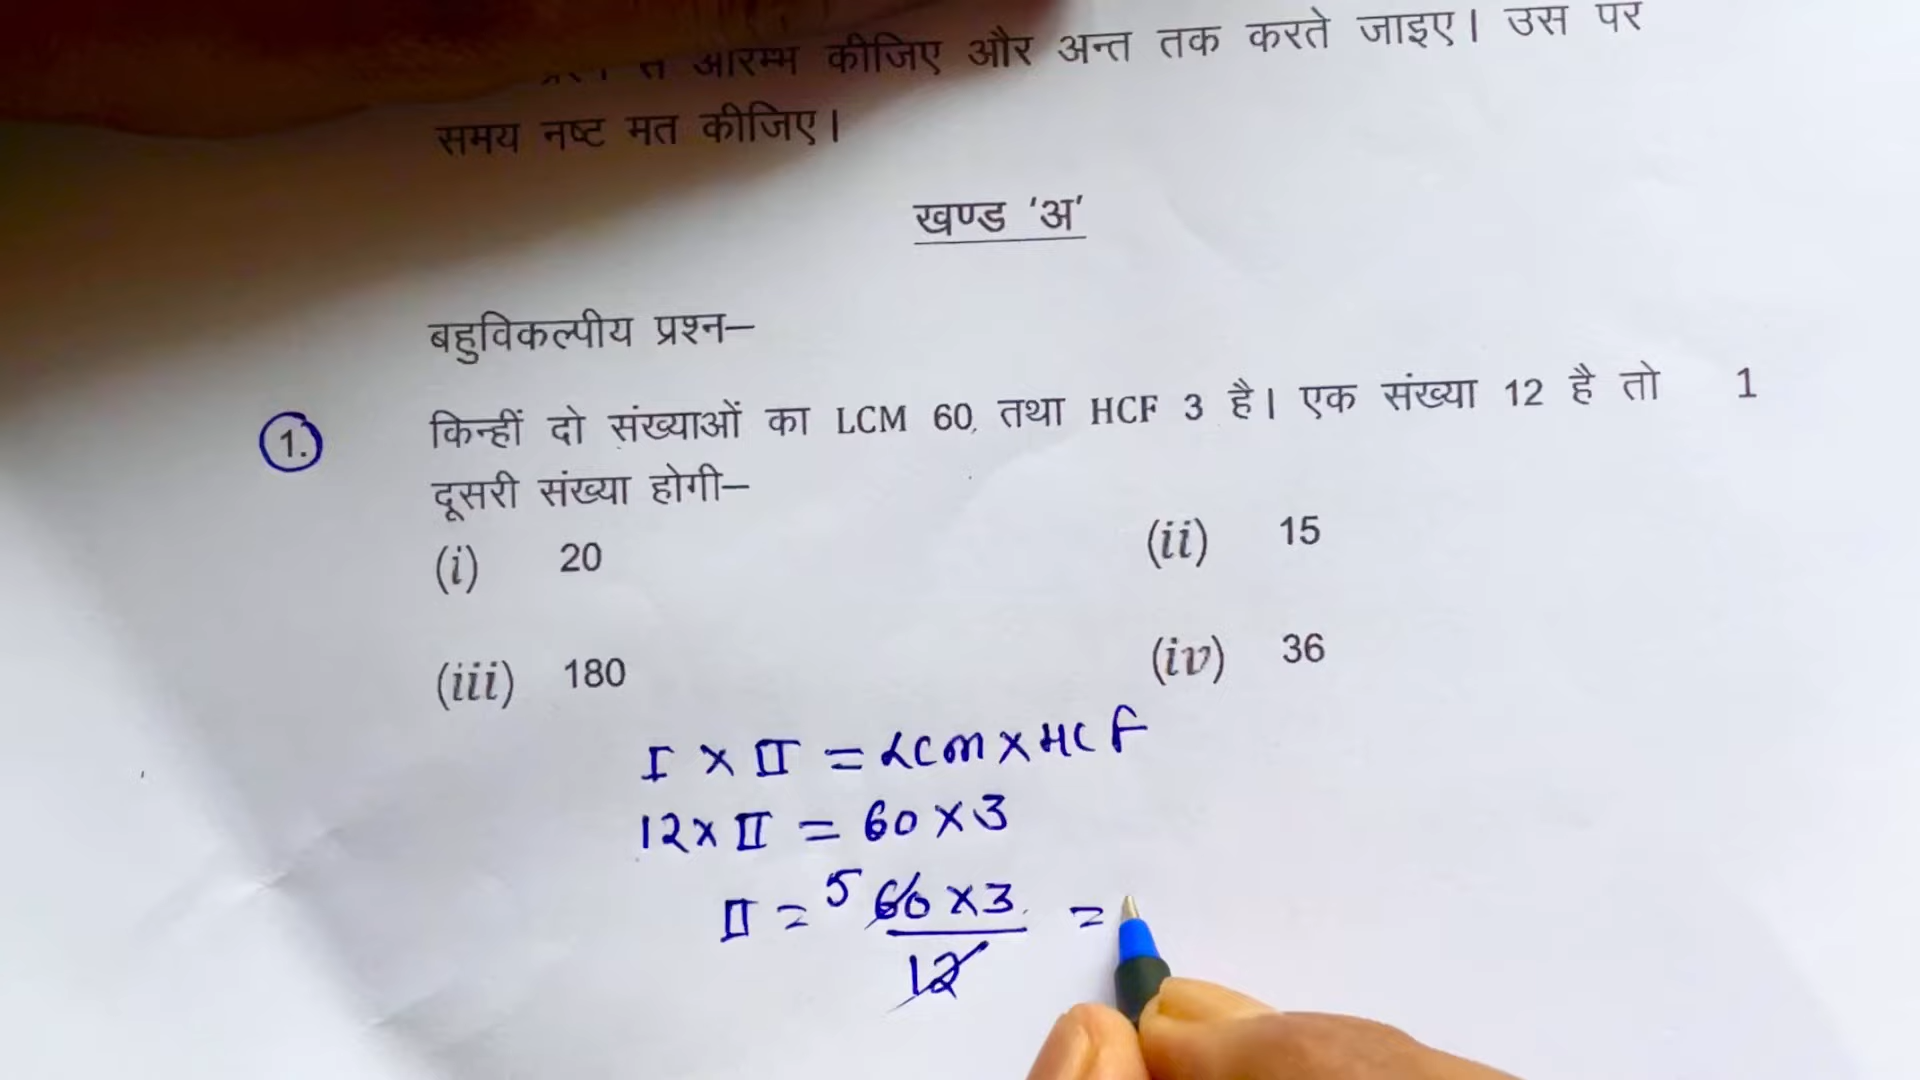 आरम्भ कीजिए और अन्त तक करते जाइए। उस पर
समय नष्ट मत कीजिए।
खण्ड 'अ'
बहुविकल्पीय प्रश्न–
1. किन्हीं दो संख्याओं का LCM 60, तथा HCF 3 है। एक संख्या 12 है तो 1
दूसरी संख्या होगी–
(i) 20 (ii) 15
(iii) 180 (iv) 36
I × II = LCM × HCF
12 × II = 60 × 3
II = 5 60 × 3 =
12